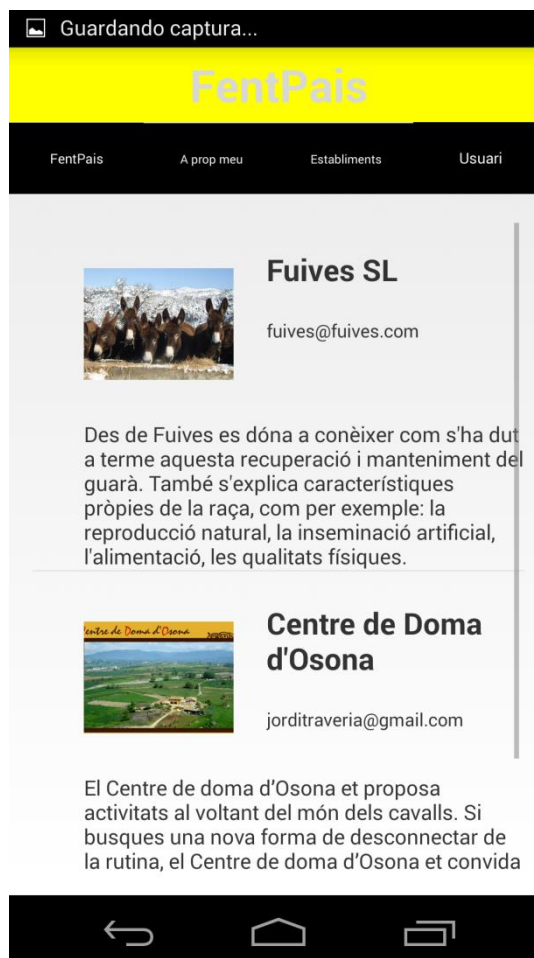 Guardando captura...
FentPais
FentPais A prop meu Establiments Usuari
Fuives SL
fuives@fuives.com
Des de Fuives es dóna a conèixer com s'ha dut
a terme aquesta recuperació i manteniment del
guarà. També s'explica característiques
pròpies de la raça, com per exemple: la
reproducció natural, la inseminació artificial,
l'alimentació, les qualitats físiques.
Centre de Doma d'Osona
Centre de Doma
d'Osona
jorditraveria@gmail.com
El Centre de doma d’Osona et proposa
activitats al voltant del món dels cavalls. Si
busques una nova forma de desconnectar de
la rutina, el Centre de doma d’Osona et convida